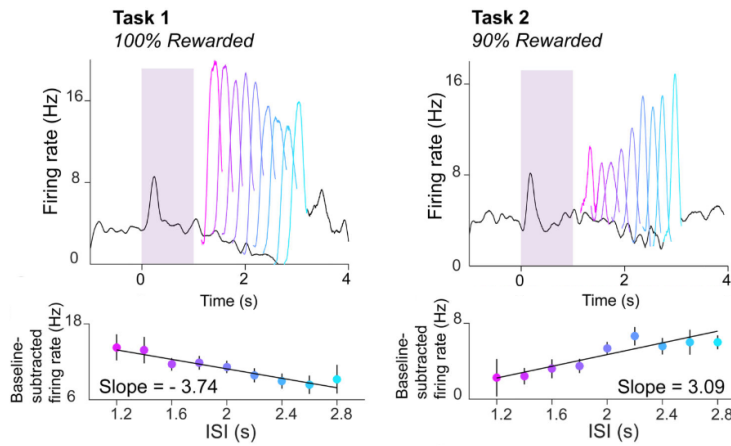 Task 1
100% Rewarded
Firing rate (Hz)
16
8
0
0
2
4
Time (s)
Baseline-
subtracted
firing rate (Hz)
18
6
Slope = - 3.74
1.2
1.6
2
2.4
2.8
ISI (s)
Task 2
90% Rewarded
Firing rate (Hz)
16
8
0
0
2
4
Time (s)
Baseline-
subtracted
firing rate (Hz)
8
0
Slope = 3.09
1.2
1.6
2
2.4
2.8
ISI (s)